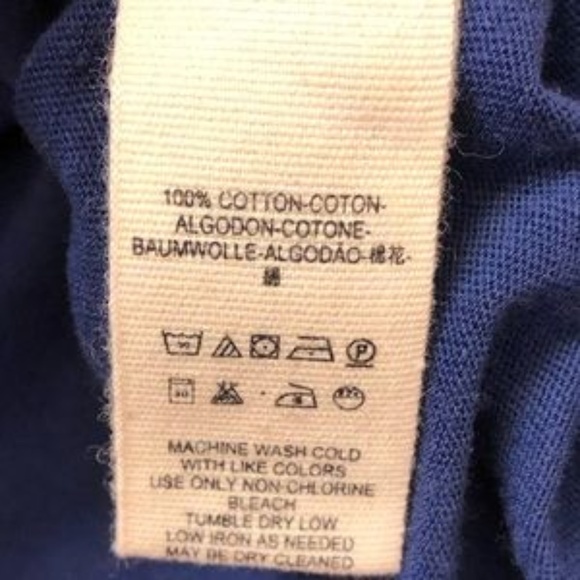 100% COTTON-COTON-
ALGODON-COTONE-
BAUMWOLLE-ALGODÃO-棉花-
綿
P
MACHINE WASH COLD
WITH LIKE COLORS
USE ONLY NON-CHLORINE
BLEACH
TUMBLE DRY LOW
LOW IRON AS NEEDED
MAY BE DRY CLEANED